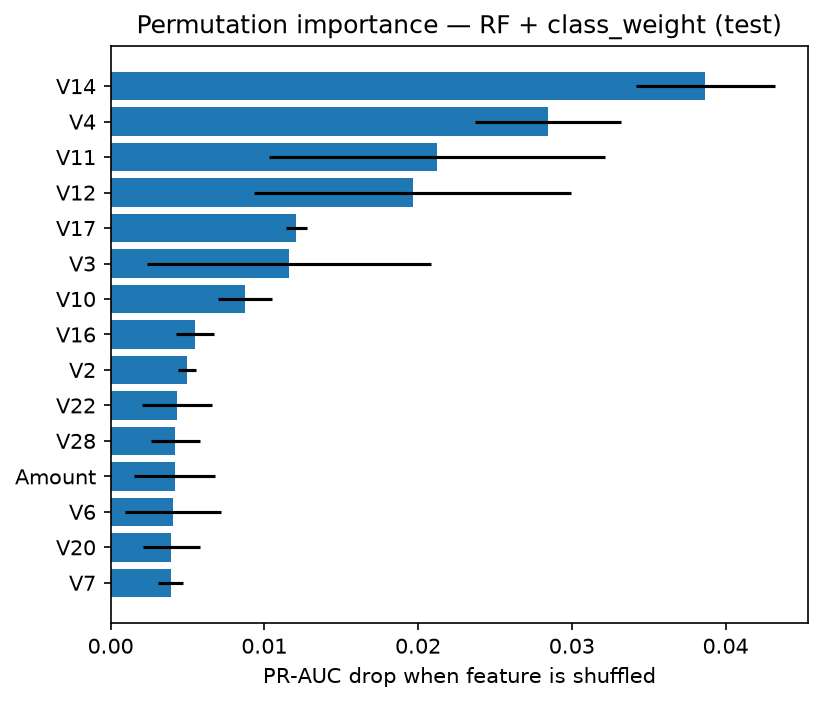 Permutation importance — RF + class_weight (test)
V14
V4
V11
V12
V17
V3
V10
V16
V2
V22
V28
Amount
V6
V20
V7
0.00 0.01 0.02 0.03 0.04
PR-AUC drop when feature is shuffled